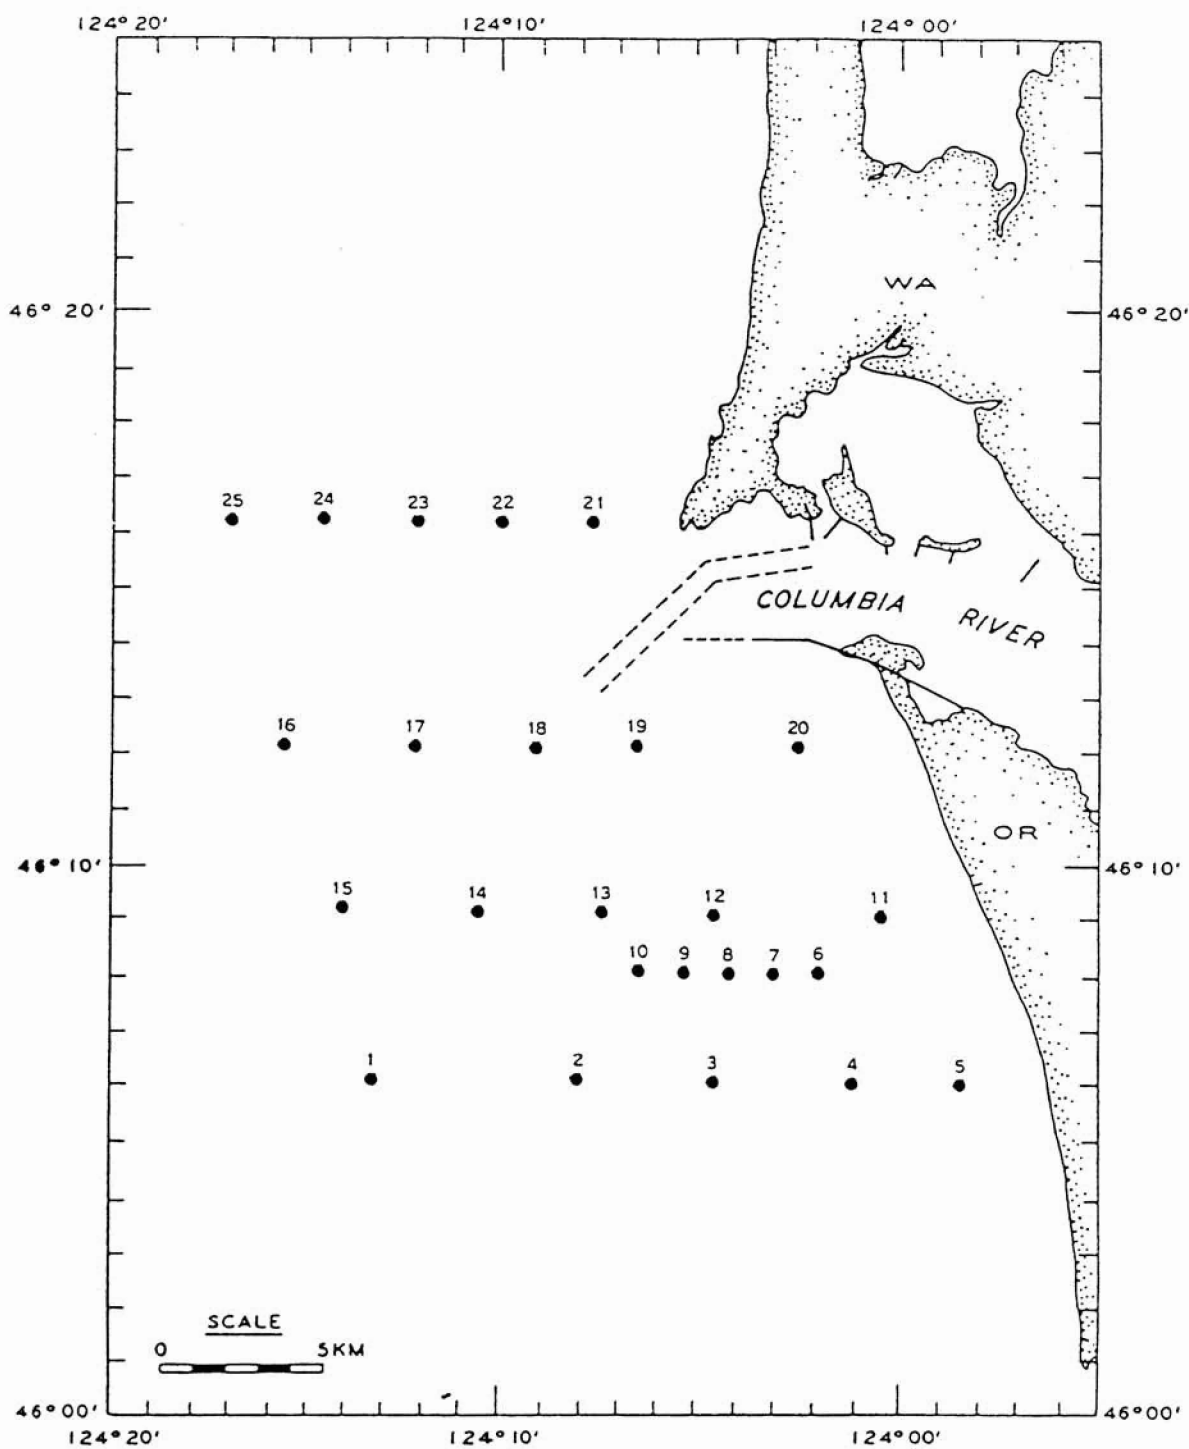 124° 20' 124° 10' 124° 00'
WA
46° 20' 46° 20'
25 24 23 22 21
COLUMBIA RIVER
16 17 18 19 20
OR
46° 10' 46° 10'
15 14 13 12 11
10 9 8 7 6
1 2 3 4 5
SCALE
0 5KM
46° 00' 46° 00'
124° 20' 124° 10' 124° 00'